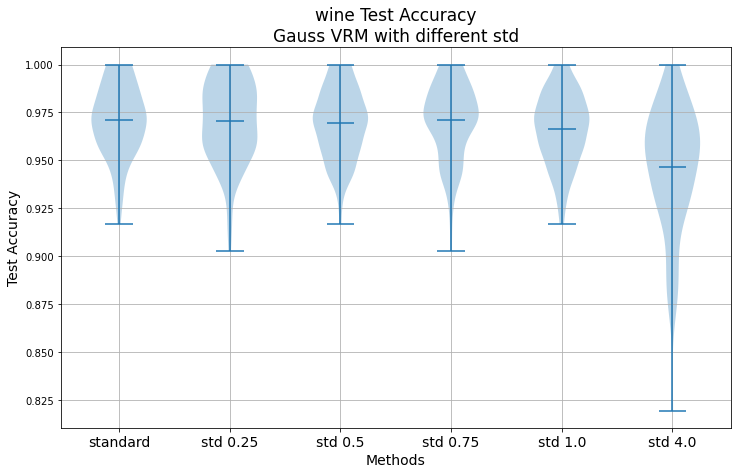 wine Test Accuracy
Gauss VRM with different std
1.000
0.975
0.950
0.925
0.900
0.875
0.850
0.825
Test Accuracy
standard
std 0.25
std 0.5
std 0.75
std 1.0
std 4.0
Methods